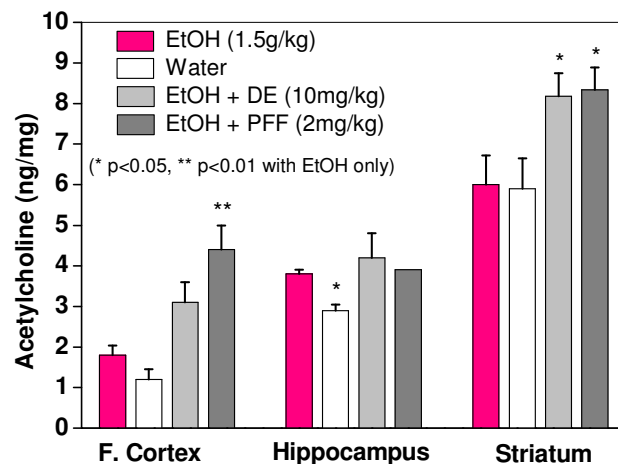 10
9
8
7
6
5
4
3
2
1
0
Acetylcholine (ng/mg)
EtOH (1.5g/kg)
Water
EtOH + DE (10mg/kg)
EtOH + PFF (2mg/kg)
(* p<0.05, ** p<0.01 with EtOH only)
**
*
*
*
F. Cortex
Hippocampus
Striatum